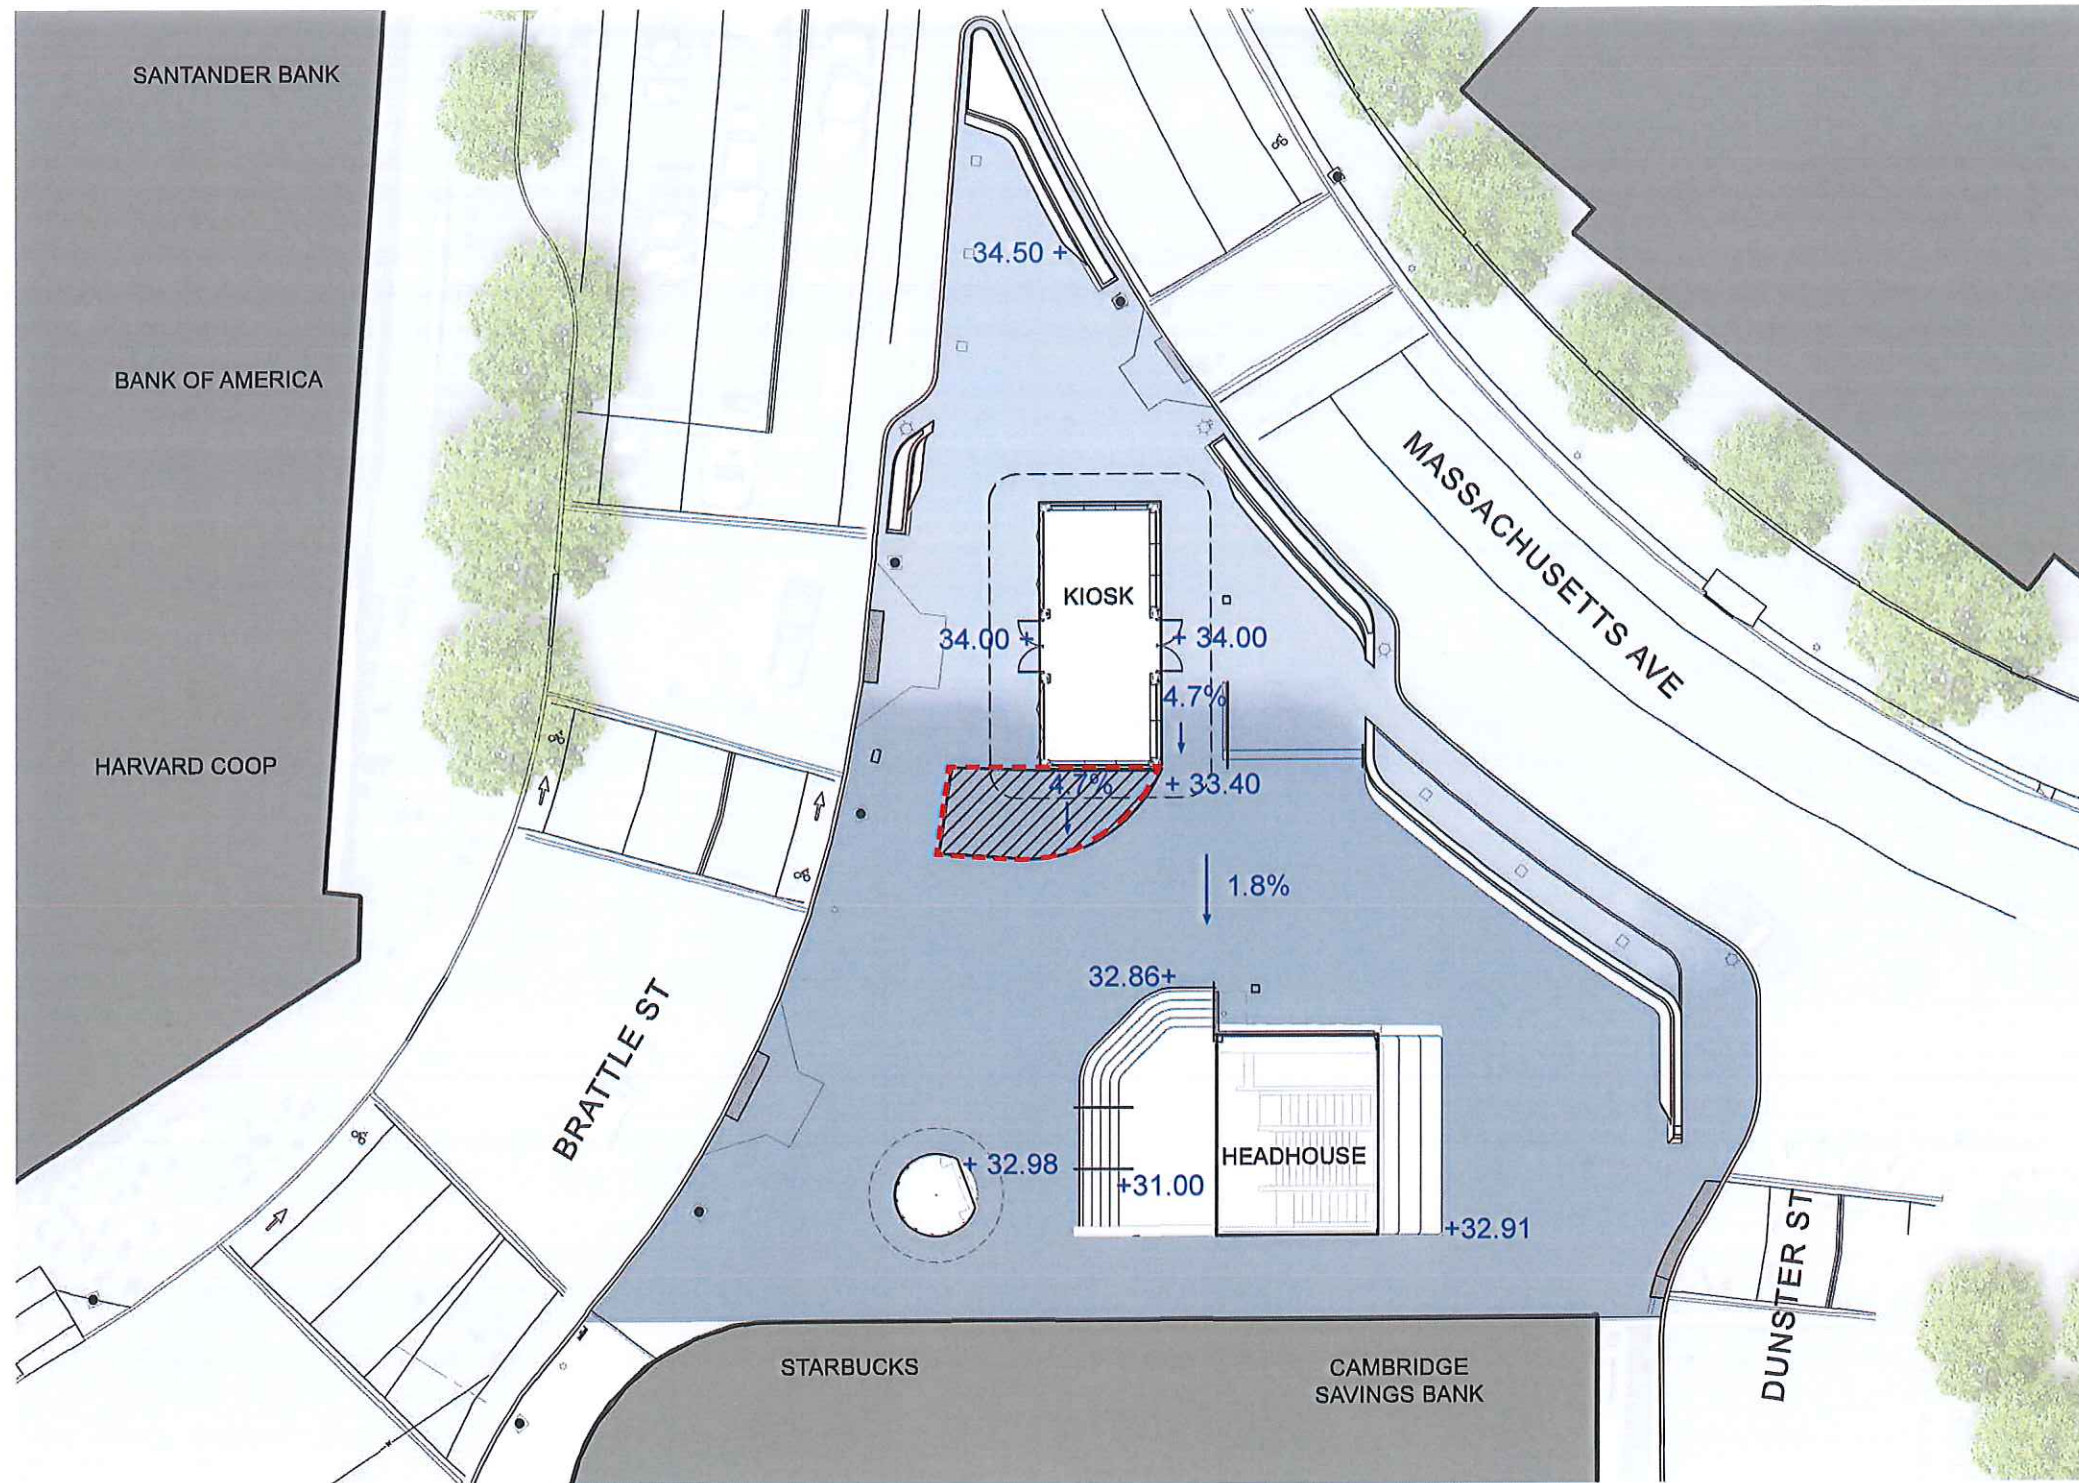 SANTANDER BANK
34.50 +
BANK OF AMERICA
MASSACHUSETTS AVE
KIOSK
34.00 +
+ 34.00
4.7%
HARVARD COOP
4.7%
+ 33.40
1.8%
32.86+
BRATTLE ST
+ 32.98
HEADHOUSE
+31.00
+32.91
DUNSTER ST
STARBUCKS
CAMBRIDGE
SAVINGS BANK